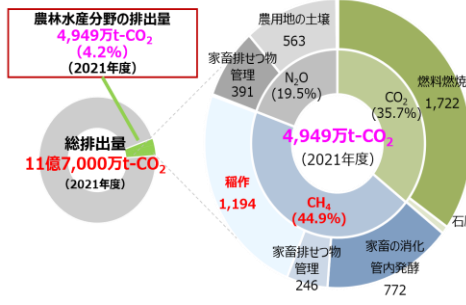 農林水産分野の排出量
4,949万t-CO₂
(4.2%)
(2021年度)
総排出量
11億7,000万t-CO₂
(2021年度)
農用地の土壌
563
家畜排せつ物
管理
391
N₂O
(19.5%)
燃料燃焼
1,722
CO₂
(35.7%)
4,949万t-CO₂
(2021年度)
稲作
1,194
CH₄
(44.9%)
家畜排せつ物
管理
246
家畜の消化
管内発酵
772